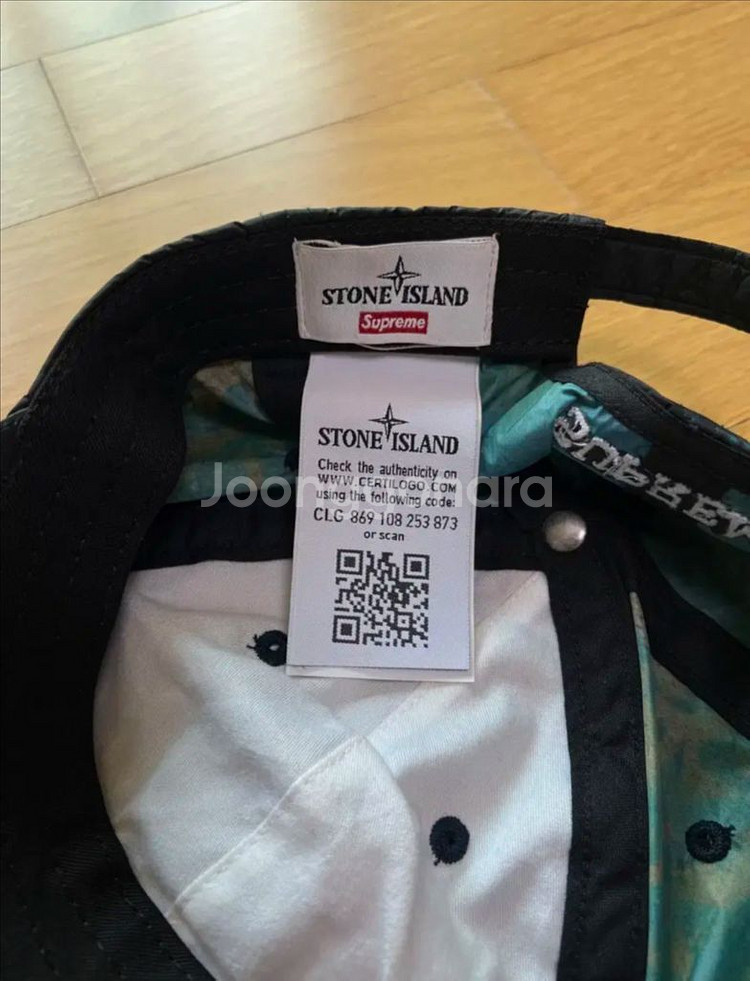 STONE ISLAND
Supreme
STONE ISLAND
Check the authenticity on
WWW.CERTILOGO.COM
using the following code:
CLG 869 108 253 873
or scan